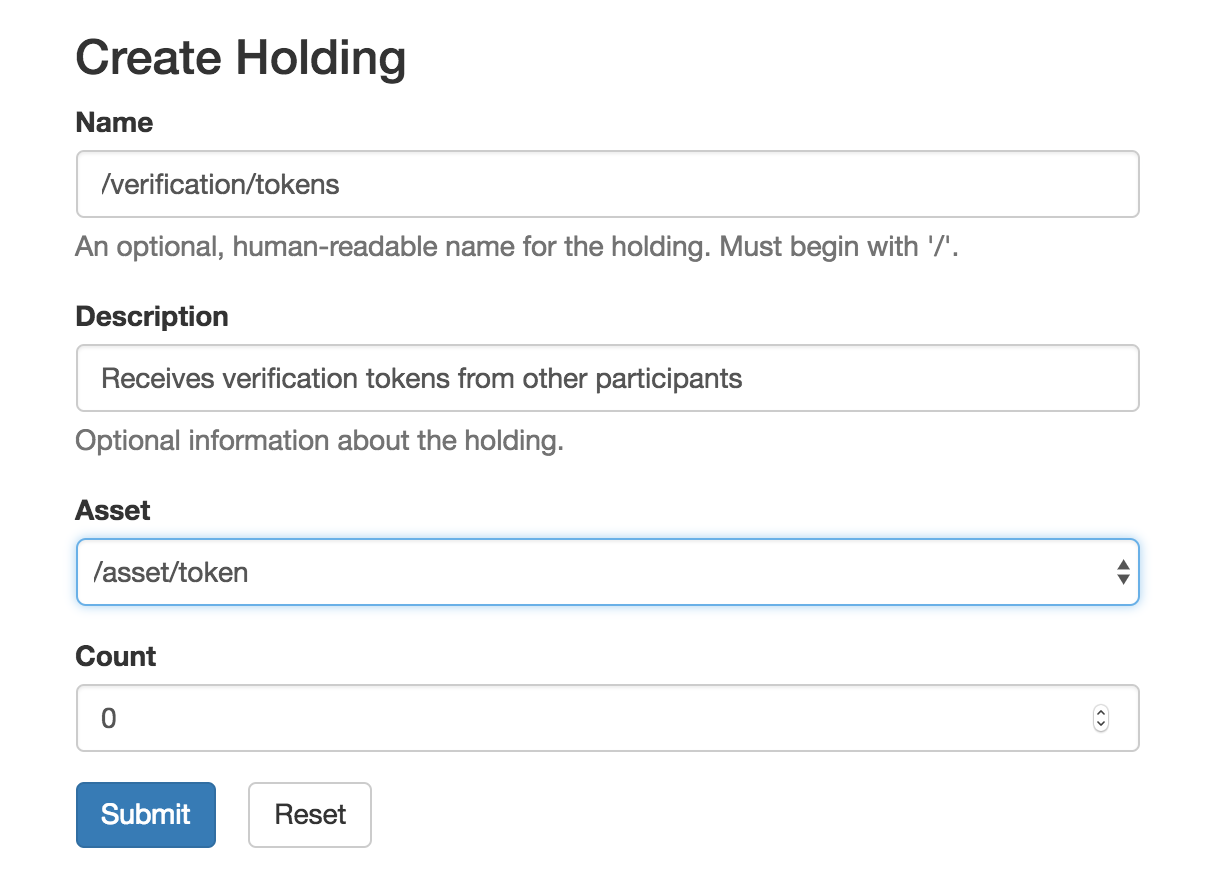 Create Holding
Name
/verification/tokens
An optional, human-readable name for the holding. Must begin with '/'.
Description
Receives verification tokens from other participants
Optional information about the holding.
Asset
/asset/token
Count
0
Submit Reset